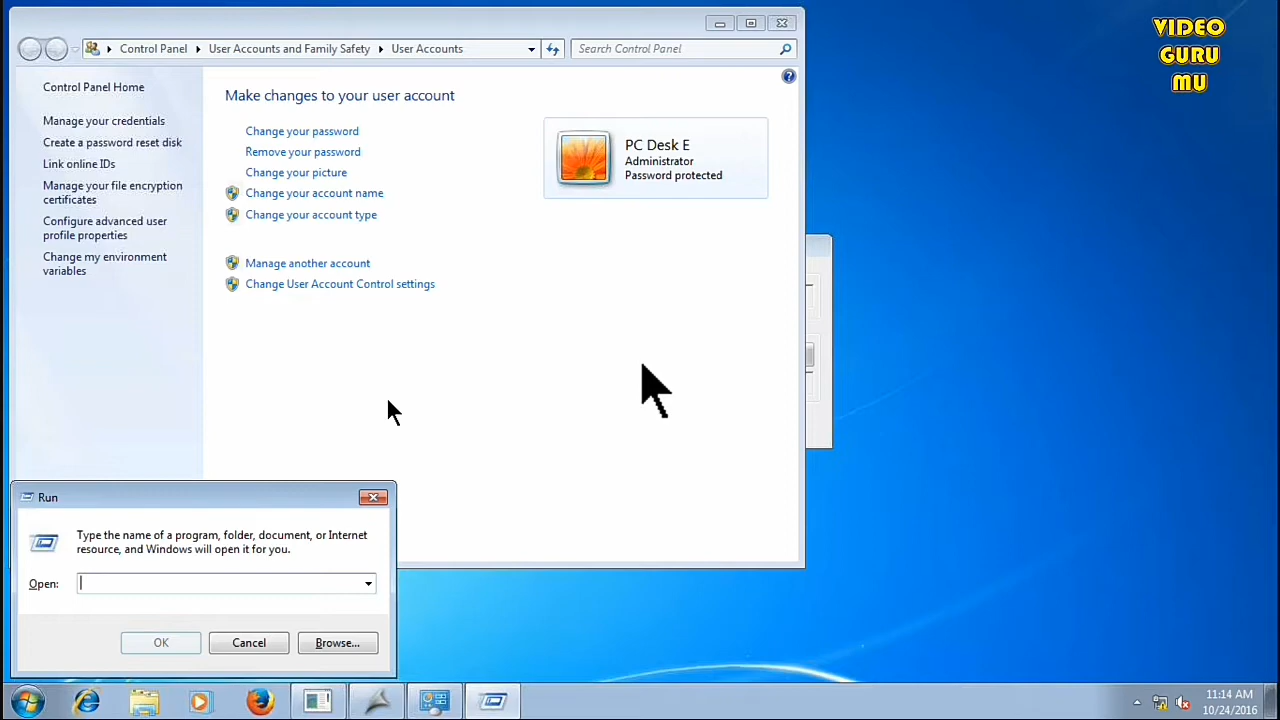 VIDEO
GURU
MU
Control Panel
User Accounts and Family Safety
User Accounts
Search Control Panel
Control Panel Home
Manage your credentials
Create a password reset disk
Link online IDs
Manage your file encryption
certificates
Configure advanced user
profile properties
Change my environment
variables
Make changes to your user account
Change your password
Remove your password
Change your picture
Change your account name
Change your account type
Manage another account
Change User Account Control settings
PC Desk E
Administrator
Password protected
Run
Type the name of a program, folder, document, or Internet
resource, and Windows will open it for you.
Open:
OK
Cancel
Browse...
11:14 AM
10/24/2016